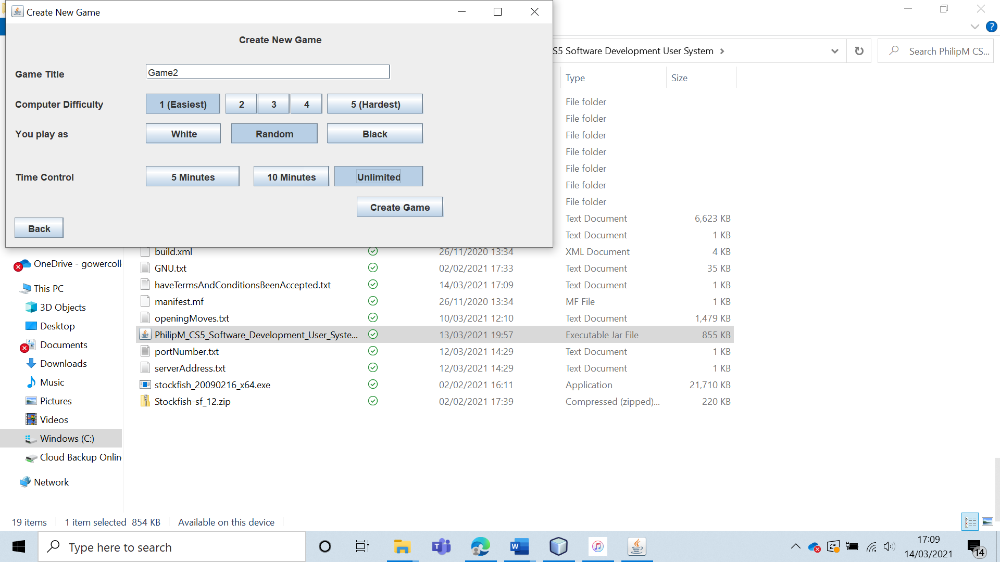 Create New Game
Create New Game
Game Title
Game2
Computer Difficulty
1 (Easiest)
2
3
4
5 (Hardest)
You play as
White
Random
Black
Time Control
5 Minutes
10 Minutes
Unlimited
Create Game
Back
S5 Software Development User System
Search PhilipM CS...
?
Type
Size
File folder
File folder
File folder
File folder
File folder
File folder
File folder
Text Document 6,623 KB
Text Document 1 KB
build.xml 26/11/2020 13:34 XML Document 4 KB
GNU.txt 02/02/2021 17:33 Text Document 35 KB
haveTermsAndConditionsBeenAccepted.txt 14/03/2021 17:09 Text Document 1 KB
manifest.mf 26/11/2020 13:34 MF File 1 KB
openingMoves.txt 10/03/2021 12:10 Text Document 1,479 KB
PhilipM_CS5_Software_Development_User_Syste... 13/03/2021 19:57 Executable Jar File 855 KB
portNumber.txt 12/03/2021 14:29 Text Document 1 KB
serverAddress.txt 12/03/2021 14:29 Text Document 1 KB
stockfish_20090216_x64.exe 02/02/2021 16:11 Application 21,710 KB
Stockfish-sf_12.zip 02/02/2021 17:39 Compressed (zipped)... 220 KB
OneDrive - gowercoll
This PC
3D Objects
Desktop
Documents
Downloads
Music
Pictures
Videos
Windows (C:)
Cloud Backup Onlin
Network
19 items
1 item selected 854 KB
Available on this device
Type here to search
T
W
17:09
14/03/2021
14